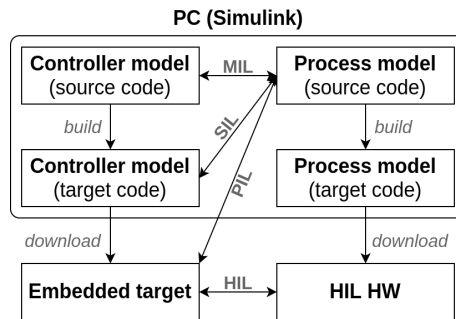 PC (Simulink)
Controller model
(source code)
MIL
Process model
(source code)
build
SIL
build
Controller model
(target code)
PIL
Process model
(target code)
download
download
Embedded target
HIL
HIL HW